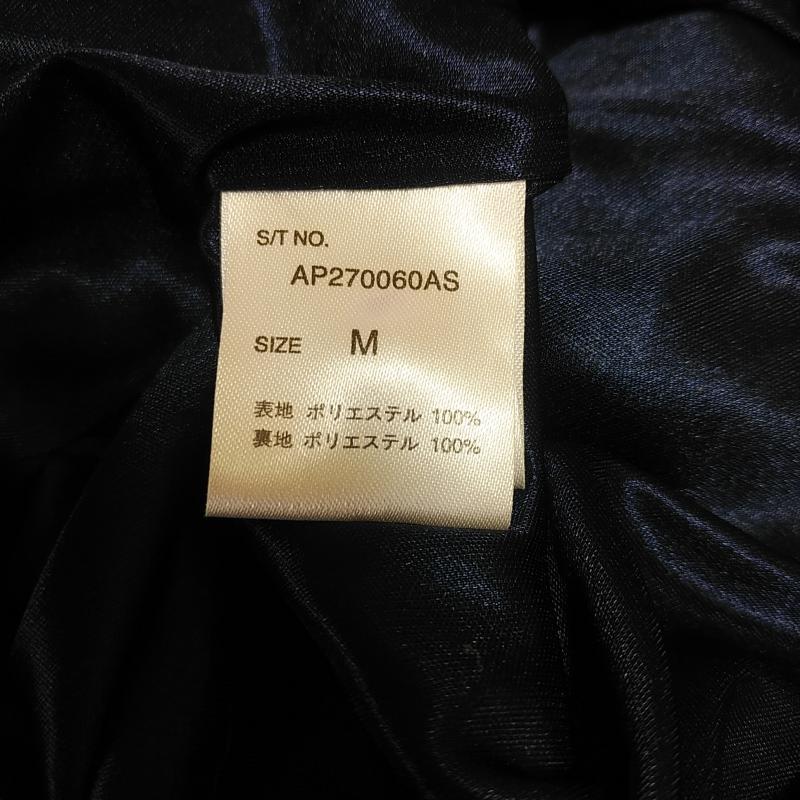 S/T NO.
AP270060AS
SIZE M
表地 ポリエステル 100%
裏地 ポリエステル 100%